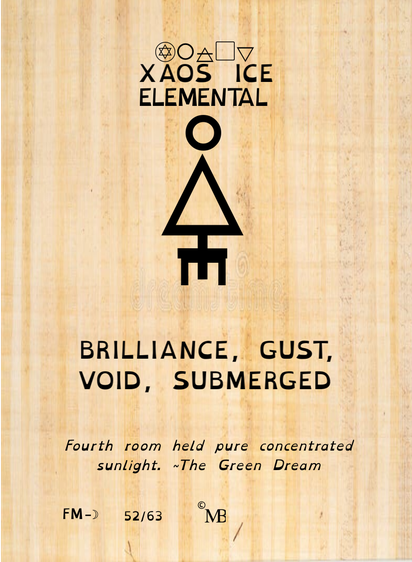 XAOS ICE
ELEMENTAL
BRILLIANCE, GUST,
VOID, SUBMERGED
Fourth room held pure concentrated
sunlight. ~The Green Dream
FM-☽ 52/63 © MB